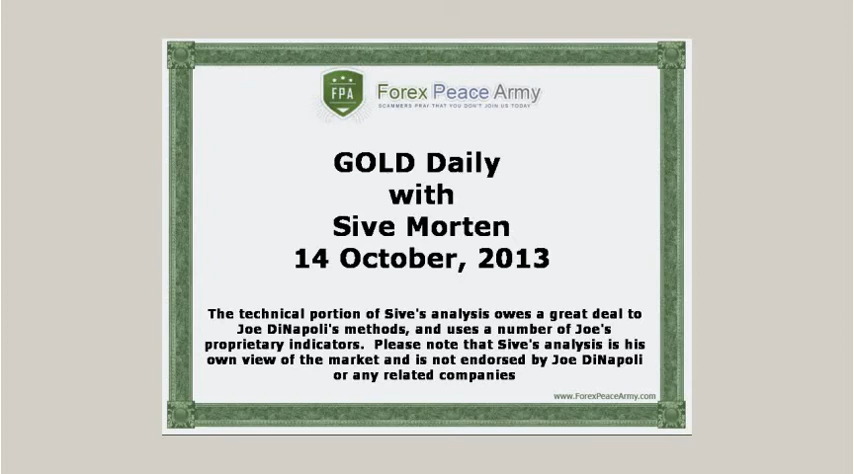 FPA
Forex Peace Army
SCAMMERS PRAY THAT YOU DON'T JOIN US TODAY
GOLD Daily
with
Sive Morten
14 October, 2013
The technical portion of Sive's analysis owes a great deal to
Joe DiNapoli's methods, and uses a number of Joe's
proprietary indicators.  Please note that Sive's analysis is his
own view of the market and is not endorsed by Joe DiNapoli
or any related companies
www.ForexPeaceArmy.com